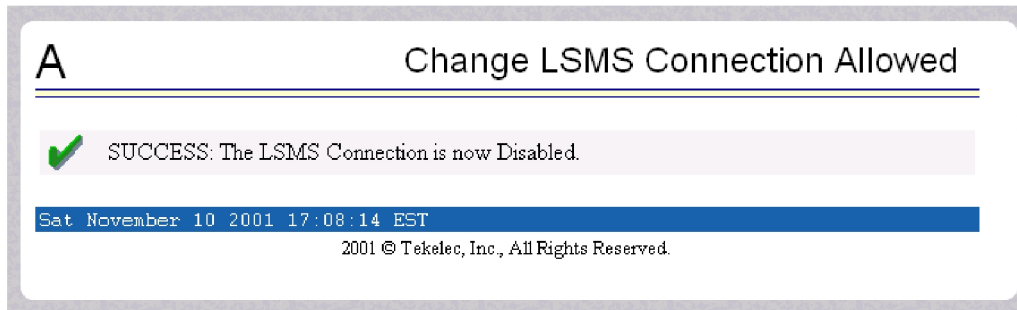 A
Change LSMS Connection Allowed
SUCCESS: The LSMS Connection is now Disabled.
Sat November 10 2001 17:08:14 EST
2001 © Tekelec, Inc., All Rights Reserved.